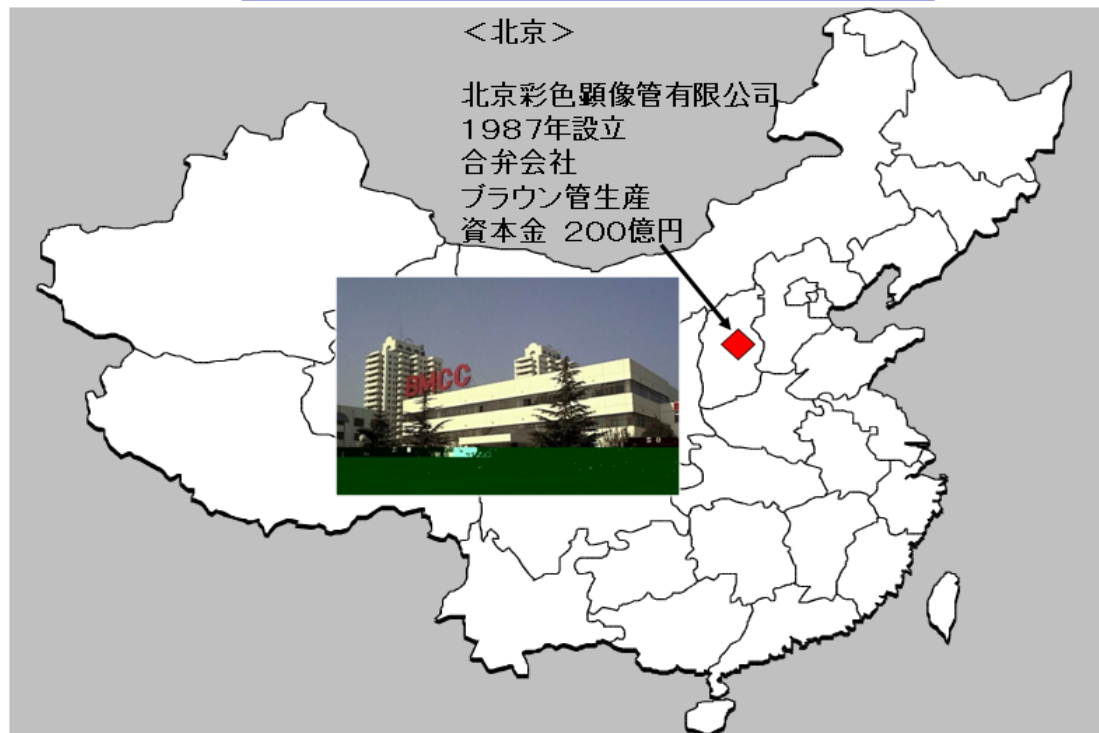 <北京>
北京彩色顕像管有限公司
1987年設立
合弁会社
ブラウン管生産
資本金 200億円
BMCC